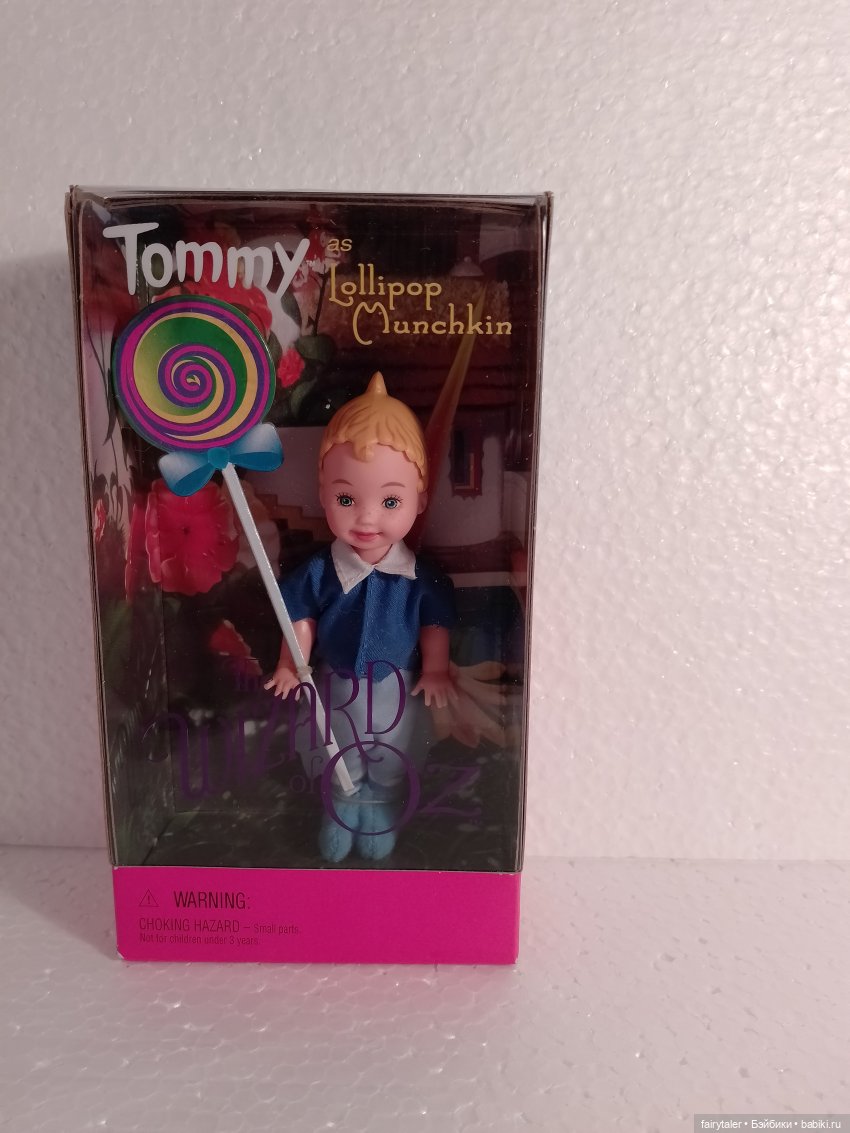 Tommy as
Lollipop
Munchkin
The
WIZARD
of OZ
WARNING:
CHOKING HAZARD – Small parts.
Not for children under 3 years.
fairytaler • Бэйбики • babiki.ru